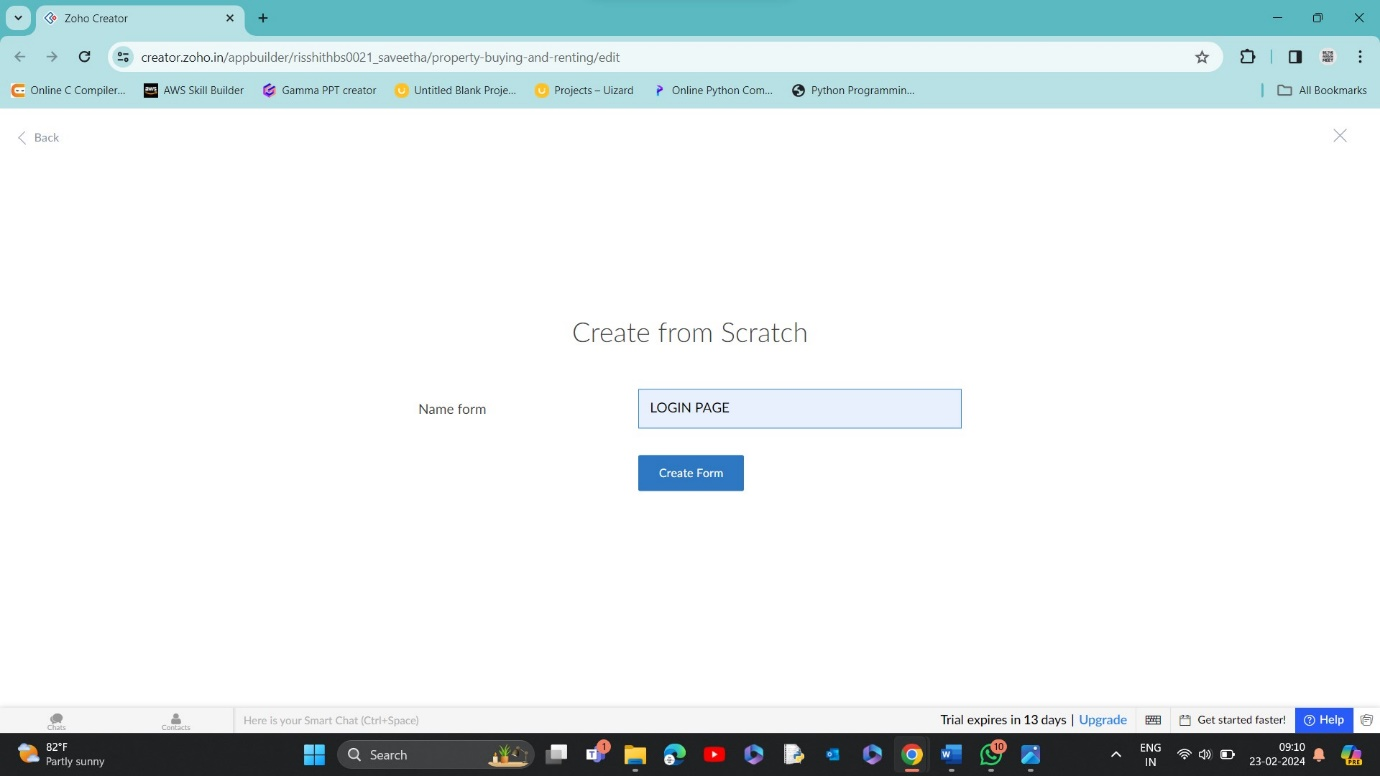 Zoho Creator
creator.zoho.in/appbuilder/risshithbs0021_saveetha/property-buying-and-renting/edit
Online C Compiler... AWS Skill Builder Gamma PPT creator Untitled Blank Proje... Projects – Uizard Online Python Com... Python Programmin... All Bookmarks
Back
Create from Scratch
Name form LOGIN PAGE
Create Form
Chats Contacts Here is your Smart Chat (Ctrl+Space) Trial expires in 13 days | Upgrade Get started faster! Help
82°F
Partly sunny
Search
1
10
ENG
IN
09:10
23-02-2024